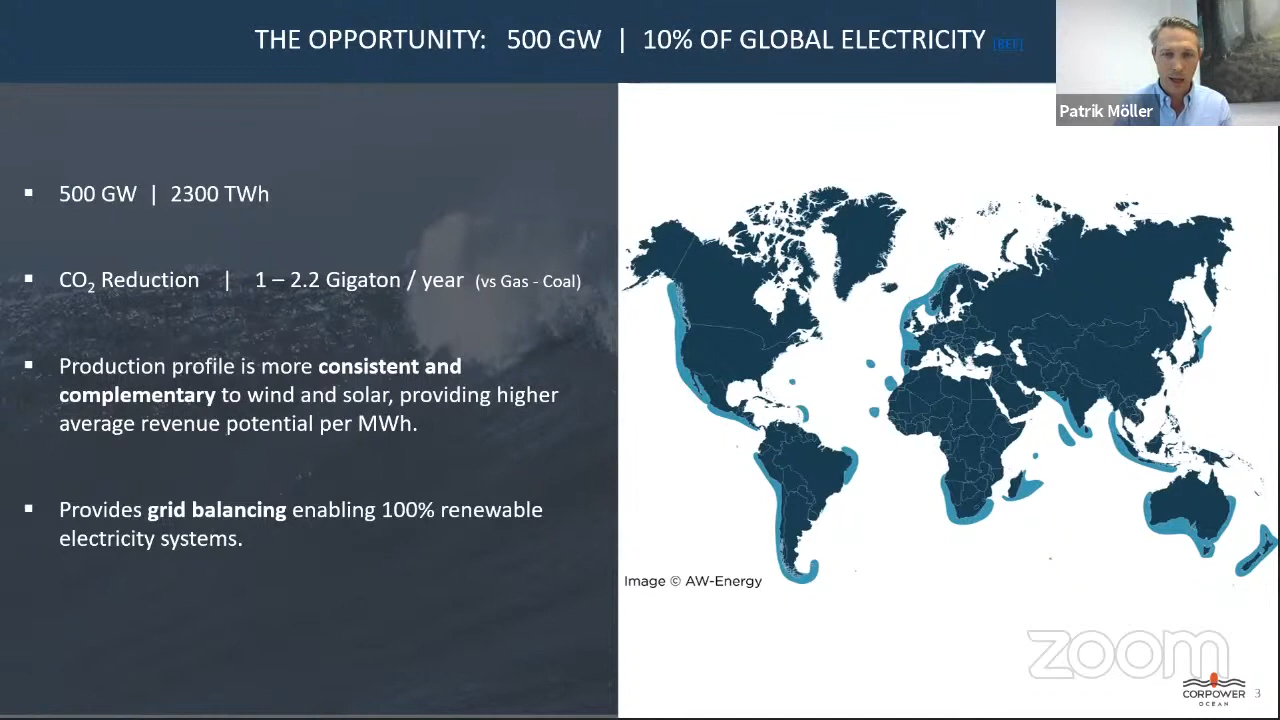 THE OPPORTUNITY: 500 GW | 10% OF GLOBAL ELECTRICITY [REF]
Patrik Möller
▪ 500 GW | 2300 TWh
▪ CO₂ Reduction | 1 – 2.2 Gigaton / year (vs Gas - Coal)
▪ Production profile is more consistent and
complementary to wind and solar, providing higher
average revenue potential per MWh.
▪ Provides grid balancing enabling 100% renewable
electricity systems.
Image © AW-Energy
zoom
CORPOWER
OCEAN
3